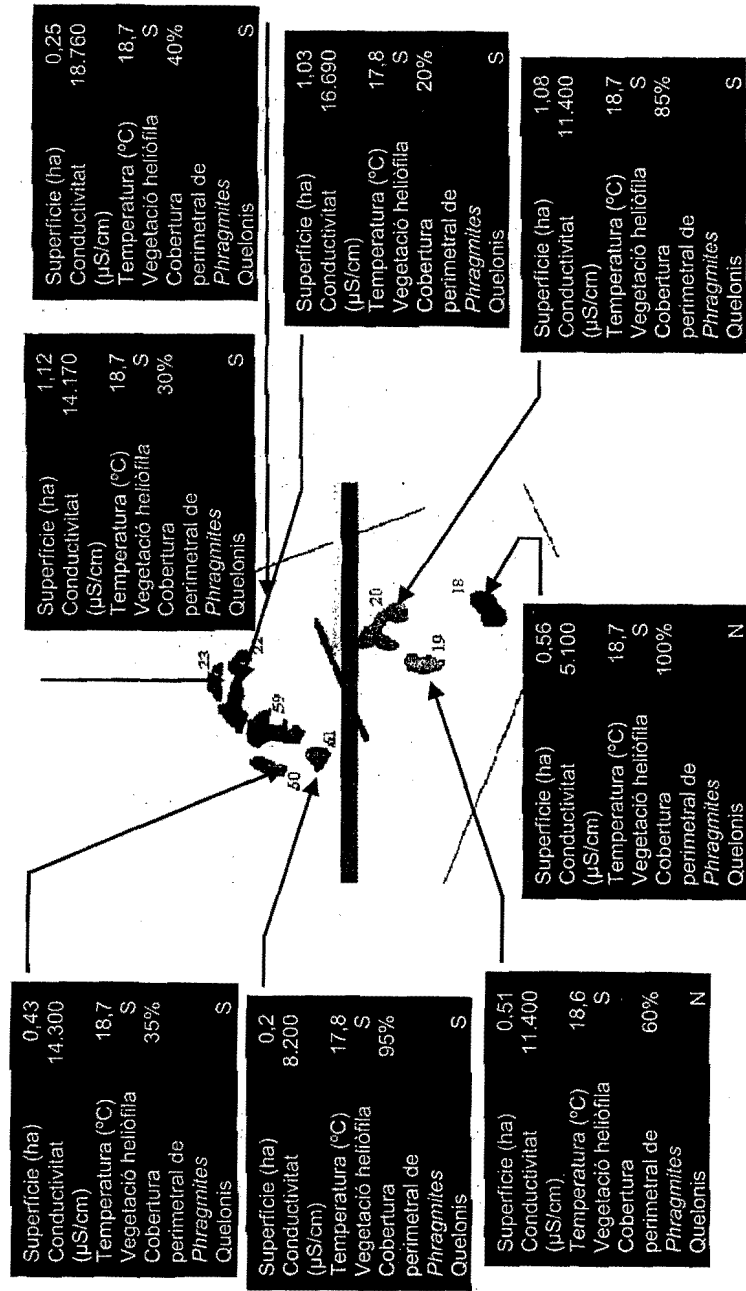 Superfície (ha) 0,43
Conductivitat 14.300
(µS/cm)
Temperatura (ºC) 18,7
Vegetació heliòfila S
Cobertura 35%
perimetral de
Phragmites
Quelonis S
Superfície (ha) 1,12
Conductivitat 14.170
(µS/cm)
Temperatura (ºC) 18,7
Vegetació heliòfila S
Cobertura 30%
perimetral de
Phragmites
Quelonis S
Superfície (ha) 0,25
Conductivitat 18.760
(µS/cm)
Temperatura (ºC) 18,7
Vegetació heliòfila S
Cobertura 40%
perimetral de
Phragmites
Quelonis S
23
22
59
60
61
Superfície (ha) 0,2
Conductivitat 8.200
(µS/cm)
Temperatura (ºC) 17,8
Vegetació heliòfila S
Cobertura 95%
perimetral de
Phragmites
Quelonis S
Superfície (ha) 1,03
Conductivitat 16.690
(µS/cm)
Temperatura (ºC) 17,8
Vegetació heliòfila S
Cobertura 20%
perimetral de
Phragmites
Quelonis S
20
19
18
Superfície (ha) 0,51
Conductivitat 11.400
(µS/cm)
Temperatura (ºC) 18,6
Vegetació heliòfila S
Cobertura
perimetral de 60%
Phragmites
Quelonis N
Superfície (ha) 0,56
Conductivitat 5.100
(µS/cm)
Temperatura (ºC) 18,7
Vegetació heliòfila S
Cobertura 100%
perimetral de
Phragmites
Quelonis N
Superfície (ha) 1,08
Conductivitat 11.400
(µS/cm)
Temperatura (ºC) 18,7
Vegetació heliòfila S
Cobertura 85%
perimetral de
Phragmites
Quelonis S